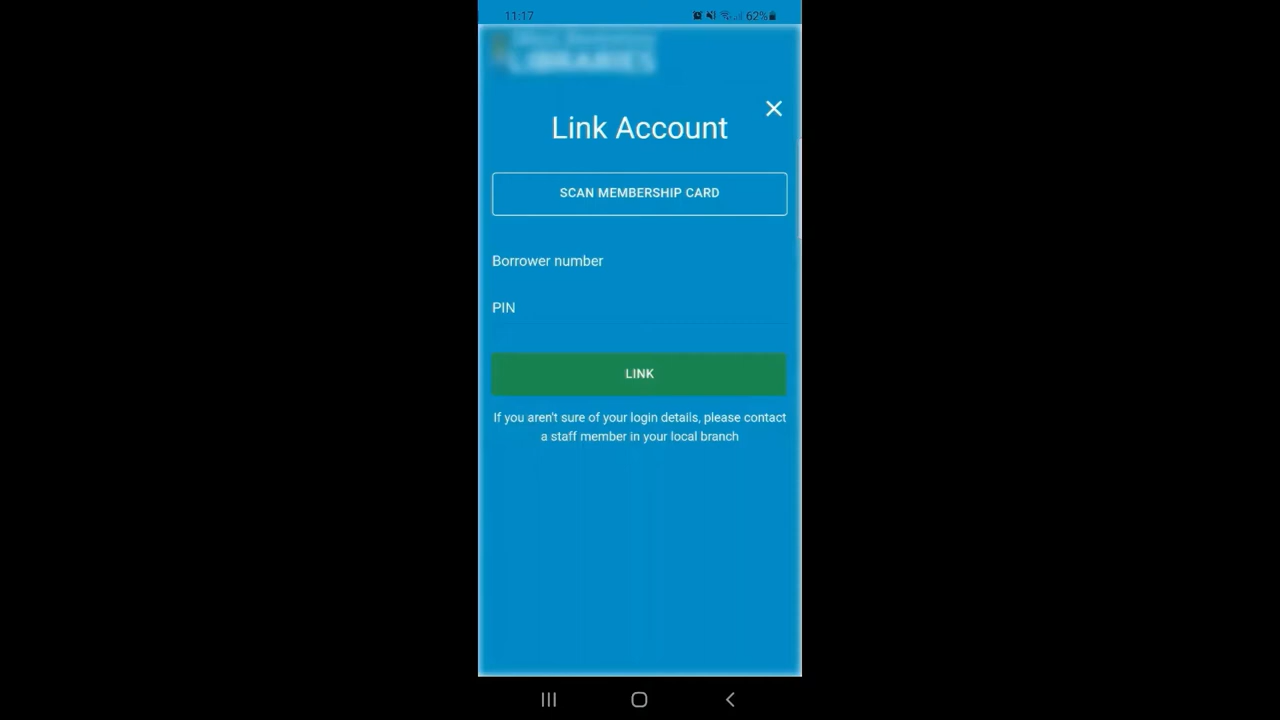 11:17
62%
LIBRARIES
Link Account
SCAN MEMBERSHIP CARD
Borrower number
PIN
LINK
If you aren't sure of your login details, please contact
a staff member in your local branch